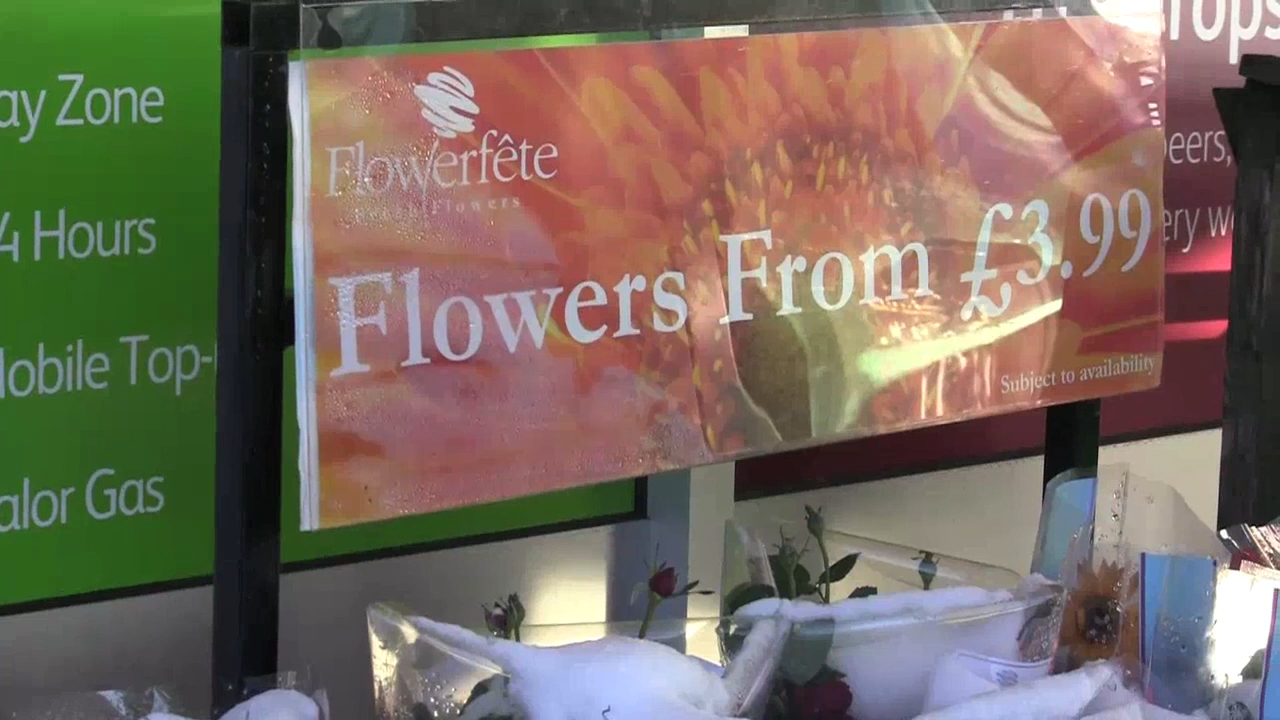 ay Zone
4 Hours
Mobile Top-
alor Gas
Flowerfête
Flowers
Flowers From £3.99
Subject to availability
rops
eers,
ery w